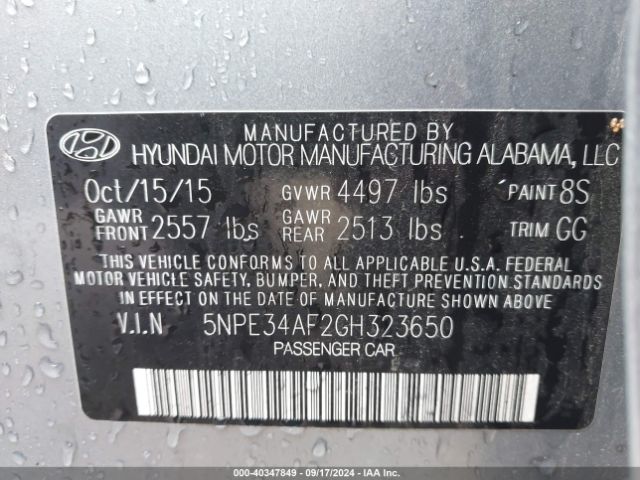 MANUFACTURED BY
HYUNDAI MOTOR MANUFACTURING ALABAMA, LLC
Oct/15/15 GVWR 4497 lbs PAINT 8S
GAWR FRONT 2557 lbs GAWR REAR 2513 lbs TRIM GG
THIS VEHICLE CONFORMS TO ALL APPLICABLE U.S.A. FEDERAL
MOTOR VEHICLE SAFETY, BUMPER, AND THEFT PREVENTION STANDARDS
IN EFFECT ON THE DATE OF MANUFACTURE SHOWN ABOVE
V.I.N 5NPE34AF2GH323650
PASSENGER CAR
000-40347849 - 09/17/2024 - IAA Inc.